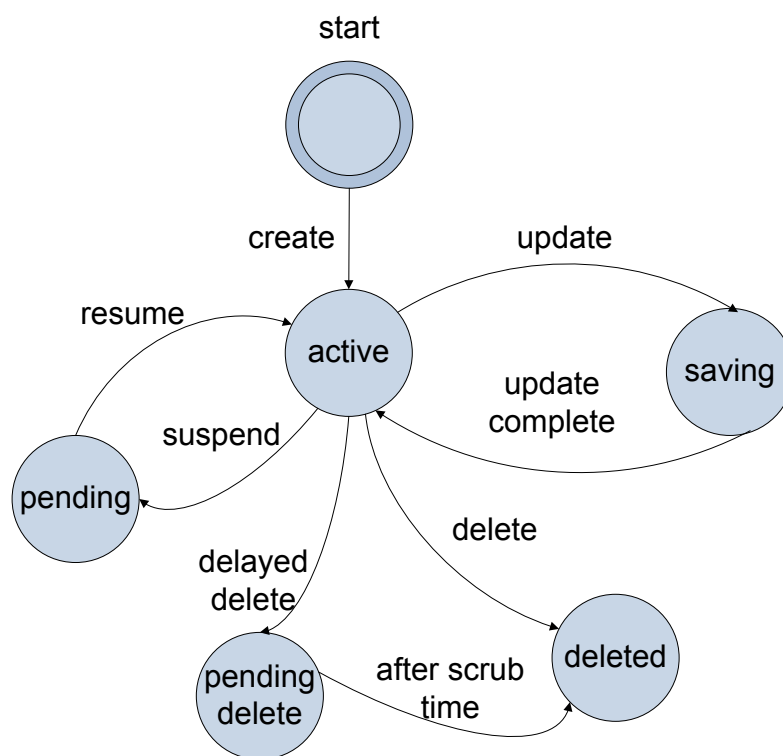 start
create
update
resume
active
saving
update
complete
suspend
pending
delete
delayed
delete
deleted
pending
delete
after scrub
time